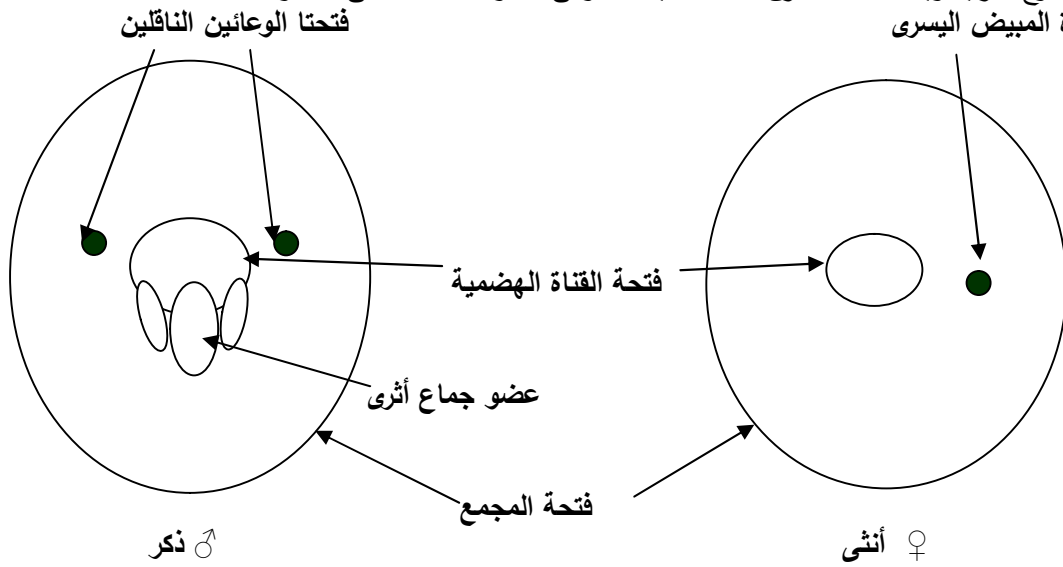 فتحتا الوعائين الناقلين
المبيض اليسرى
فتحة القناة الهضمية
عضو جماع أثرى
فتحة المجمع
♂ ذكر
♀ أنثى